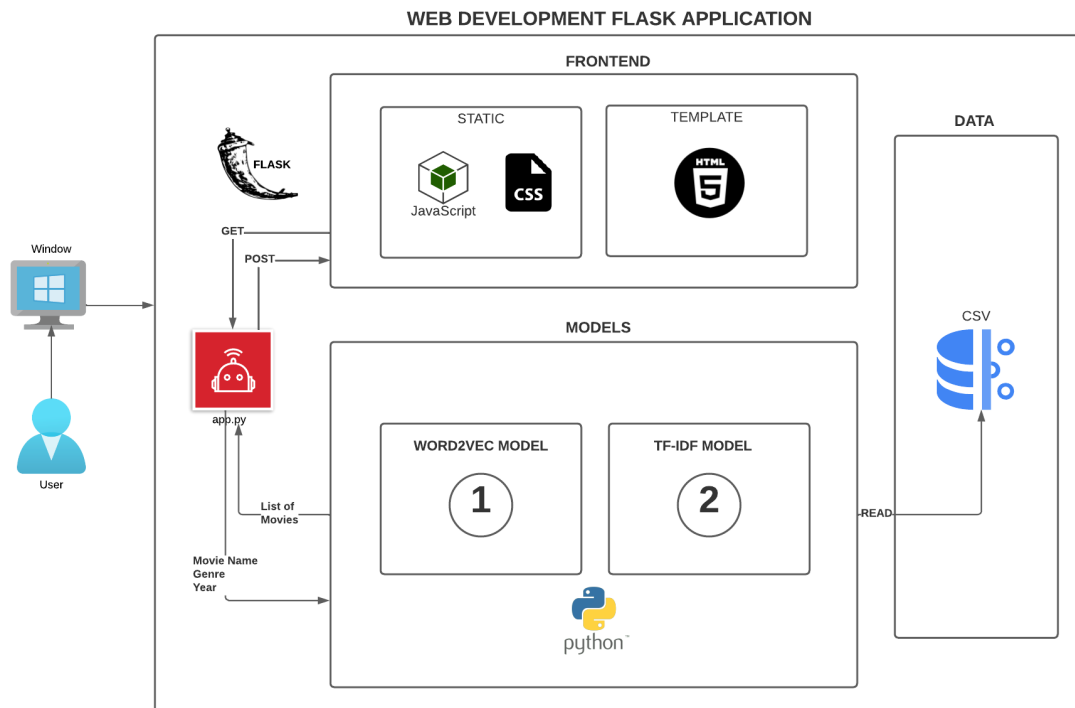 WEB DEVELOPMENT FLASK APPLICATION
FRONTEND
STATIC
TEMPLATE
DATA
FLASK
JavaScript
CSS
HTML
5
GET
POST
Window
User
app.py
MODELS
CSV
WORD2VEC MODEL
TF-IDF MODEL
1
2
List of
Movies
READ
Movie Name
Genre
Year
python™